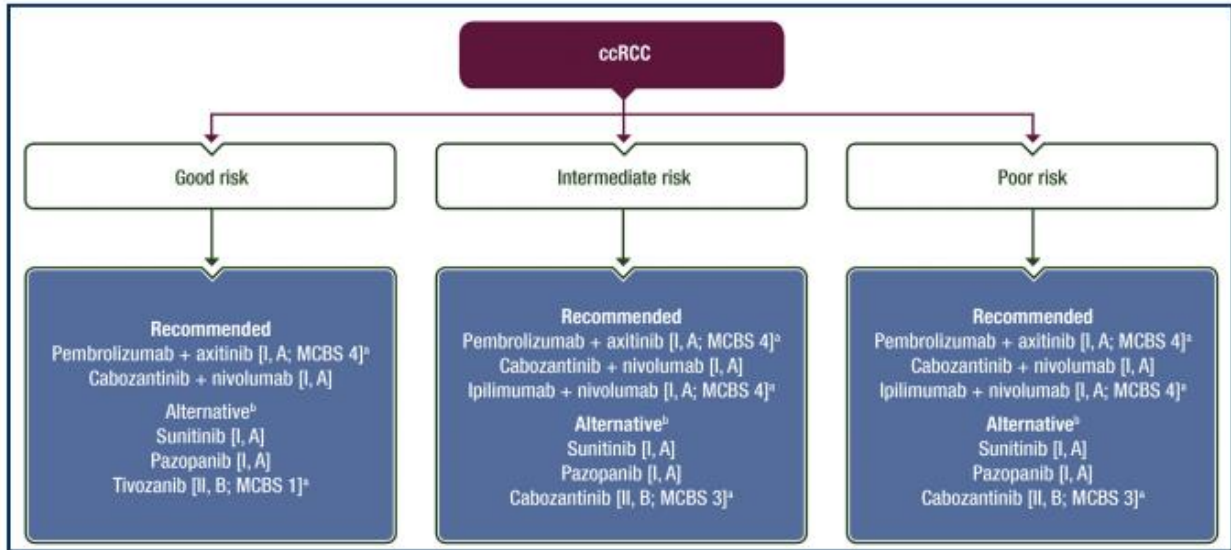 ccRCC
Good risk
Intermediate risk
Poor risk
Recommended
Pembrolizumab + axitinib [I, A; MCBS 4]ᵃ
Cabozantinib + nivolumab [I, A]
Alternativeᵇ
Sunitinib [I, A]
Pazopanib [I, A]
Tivozanib [II, B; MCBS 1]ᵃ
Recommended
Pembrolizumab + axitinib [I, A; MCBS 4]ᵃ
Cabozantinib + nivolumab [I, A]
Ipilimumab + nivolumab [I, A; MCBS 4]ᵃ
Alternativeᵇ
Sunitinib [I, A]
Pazopanib [I, A]
Cabozantinib [II, B; MCBS 3]ᵃ
Recommended
Pembrolizumab + axitinib [I, A; MCBS 4]ᵃ
Cabozantinib + nivolumab [I, A]
Ipilimumab + nivolumab [I, A; MCBS 4]ᵃ
Alternativeᵇ
Sunitinib [I, A]
Pazopanib [I, A]
Cabozantinib [II, B; MCBS 3]ᵃ